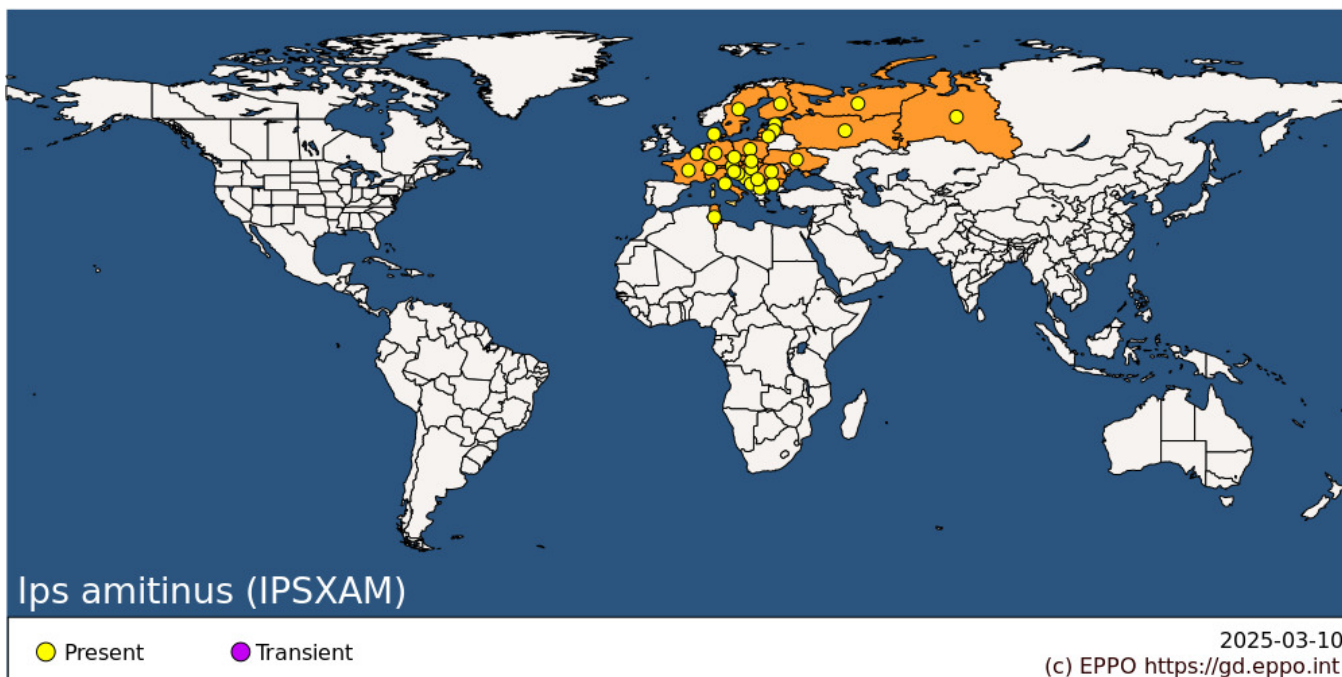 Ips amitinus (IPSXAM)
Present
Transient
2025-03-10
(c) EPPO https://gd.eppo.int